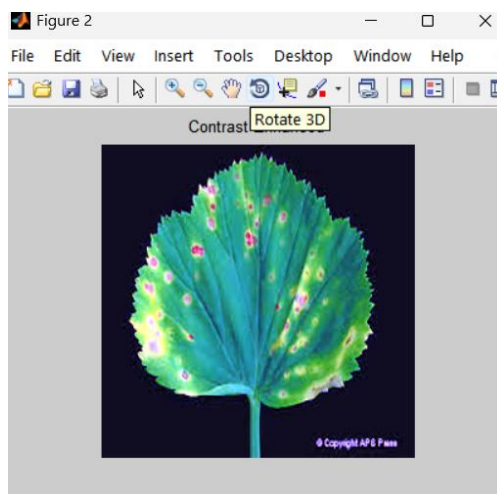 Figure 2
File Edit View Insert Tools Desktop Window Help
Rotate 3D
Contrast
© Copyright APS Press